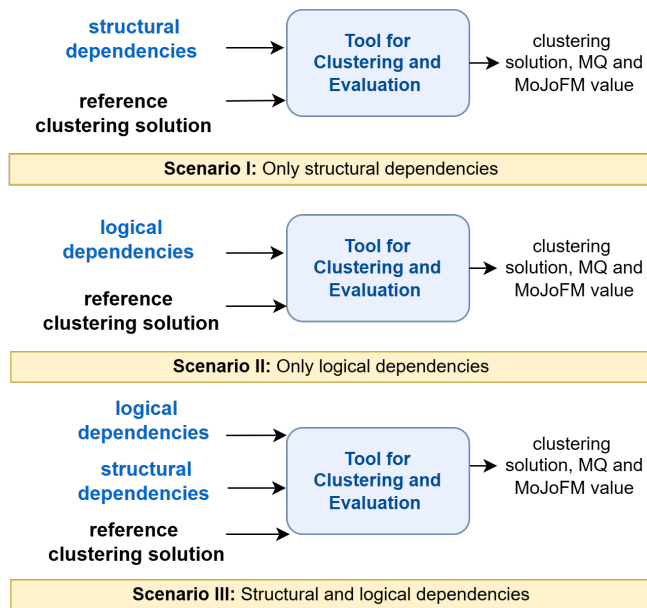 structural
dependencies
reference
clustering solution
Tool for
Clustering and
Evaluation
clustering
solution, MQ and
MoJoFM value
Scenario I: Only structural dependencies
logical
dependencies
reference
clustering solution
Tool for
Clustering and
Evaluation
clustering
solution, MQ and
MoJoFM value
Scenario II: Only logical dependencies
logical
dependencies
structural
dependencies
reference
clustering solution
Tool for
Clustering and
Evaluation
clustering
solution, MQ and
MoJoFM value
Scenario III: Structural and logical dependencies